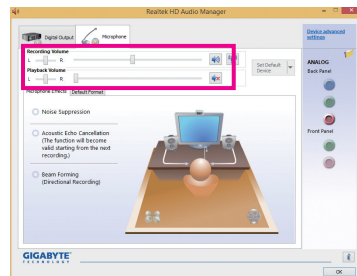 Realtek HD Audio Manager
Digital Output
Microphone
Device advanced
settings
Recording Volume
L
R
Set Default
Device
Playback Volume
L
R
ANALOG
Back Panel
Microphone Effects
Default Format
Noise Suppression
Acoustic Echo Cancellation
(The function will become
valid starting from the next
recording.)
Beam Forming
(Directional Recording)
Front Panel
GIGABYTE
TECHNOLOGY
OK